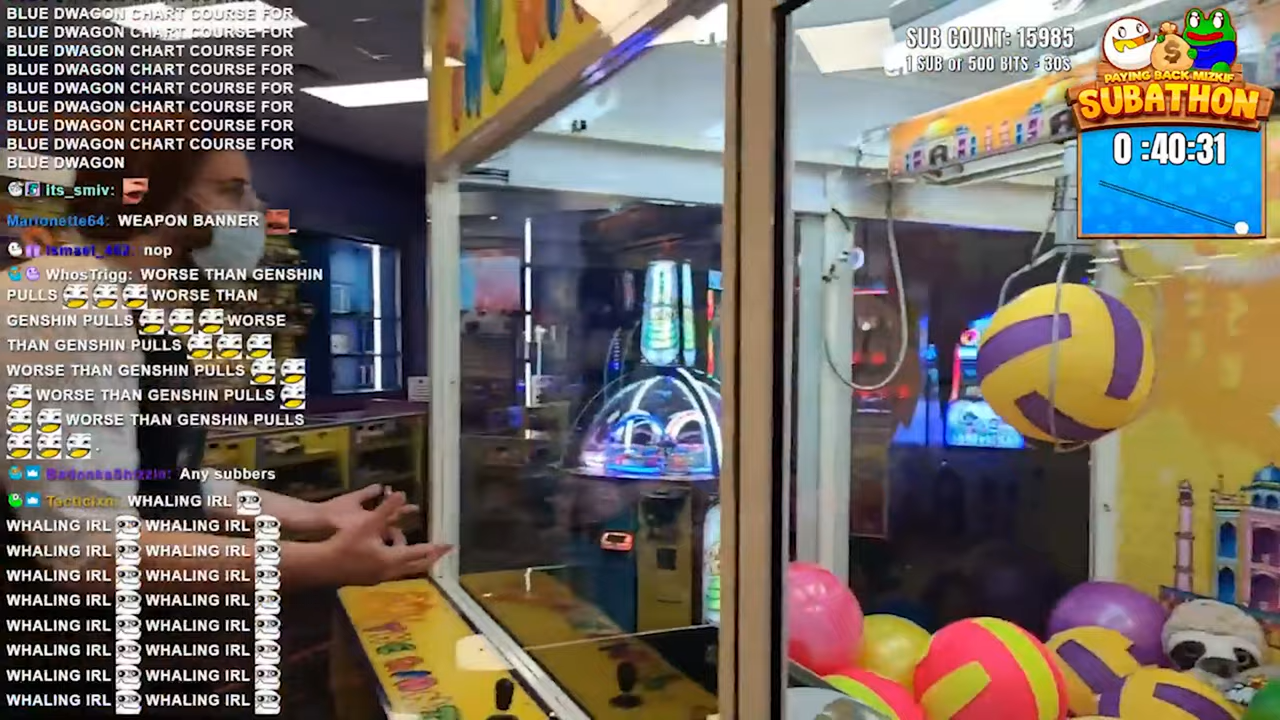 BLUE DWAGON CHART COURSE FOR
BLUE DWAGON CHART COURSE FOR
BLUE DWAGON CHART COURSE FOR
BLUE DWAGON CHART COURSE FOR
BLUE DWAGON CHART COURSE FOR
BLUE DWAGON CHART COURSE FOR
BLUE DWAGON CHART COURSE FOR
BLUE DWAGON CHART COURSE FOR
BLUE DWAGON
its_smiv:
Marionette64: WEAPON BANNER
nop
WhosTrigg: WORSE THAN GENSHIN
PULLS WORSE THAN
GENSHIN PULLS WORSE
THAN GENSHIN PULLS
WORSE THAN GENSHIN PULLS
WORSE THAN GENSHIN PULLS
WORSE THAN GENSHIN PULLS
.
Any subbers
WHALING IRL
WHALING IRL WHALING IRL
WHALING IRL WHALING IRL
WHALING IRL WHALING IRL
WHALING IRL WHALING IRL
WHALING IRL WHALING IRL
WHALING IRL WHALING IRL
WHALING IRL WHALING IRL
WHALING IRL WHALING IRL
SUB COUNT: 15985
1 SUB or 500 BITS = 30S
$
PAYING BACK MIZKIF
SUBATHON
0:40:31